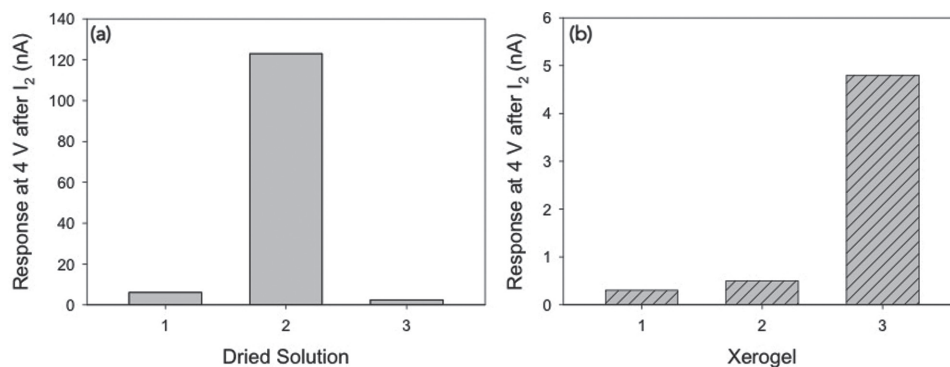 (a)
Response at 4 V after I₂ (nA)
140
120
100
80
60
40
20
0
1 2 3
Dried Solution
(b)
Response at 4 V after I₂ (nA)
6
5
4
3
2
1
0
1 2 3
Xerogel